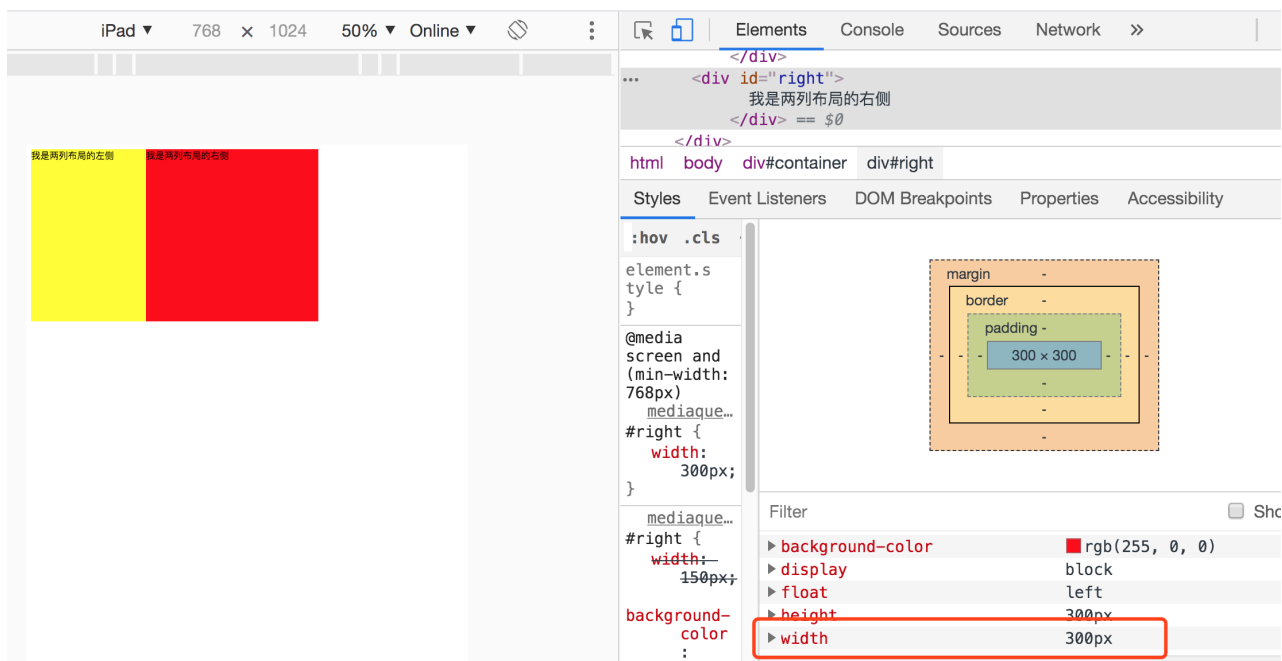 iPad ▼ 768 × 1024 50% ▼ Online ▼
我是两列布局的左侧 我是两列布局的右侧
Elements Console Sources Network »
</div>
… <div id="right">
我是两列布局的右侧
</div> == $0
</div>
html body div#container div#right
Styles Event Listeners DOM Breakpoints Properties Accessibility
:hov .cls
element.s
tyle {
}
@media
screen and
(min-width:
768px)
mediaque…
#right {
width:
300px;
}
mediaque…
#right {
width:
150px;
background-
color
:
margin -
border -
padding -
- - - 300 × 300 - - -
-
-
-
Filter Sho
background-color rgb(255, 0, 0)
display block
float left
height 300px
width 300px